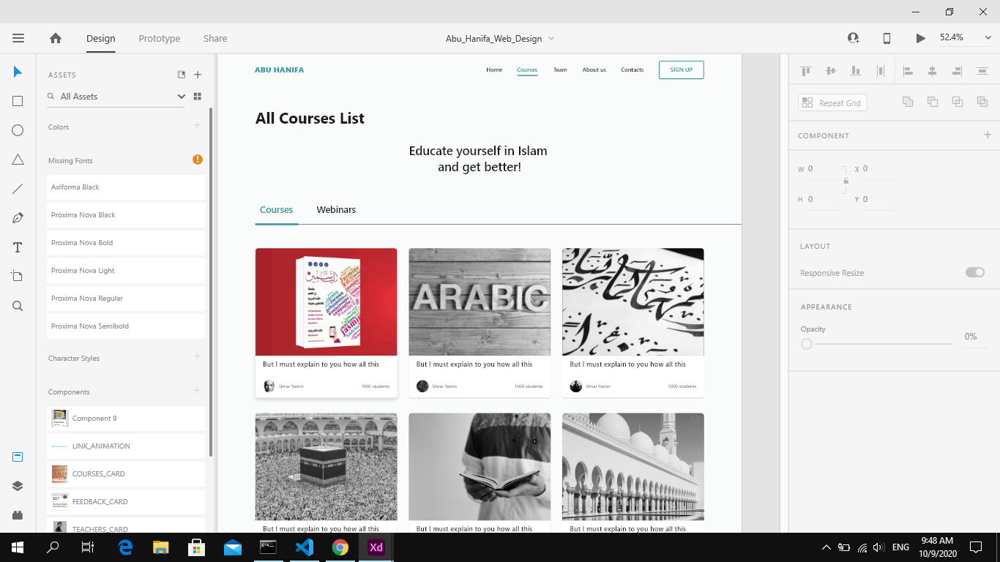 Design
Prototype
Share
Abu_Hanifa_Web_Design
52.4%
ASSETS
All Assets
Colors
Missing Fonts
Axiforma Black
Proxima Nova Black
Proxima Nova Bold
Proxima Nova Light
Proxima Nova Regular
Proxima Nova Semibold
Character Styles
Components
Component 9
LINK_ANIMATION
COURSES_CARD
FEEDBACK_CARD
TEACHERS_CARD
ABU HANIFA
Home
Courses
Team
About us
Contacts
SIGN UP
All Courses List
Educate yourself in Islam
and get better!
Courses
Webinars
Jasmine
ARABIC
But I must explain to you how all this
Umar Yamin
1000 students
But I must explain to you how all this
Umar Yamin
1000 students
But I must explain to you how all this
Umar Yamin
1000 students
But I must explain to you how all this
But I must explain to you how all this
But I must explain to you how all this
Repeat Grid
COMPONENT
W 0
X 0
H 0
Y 0
LAYOUT
Responsive Resize
APPEARANCE
Opacity
0%
Xd
ENG
9:48 AM
10/9/2020